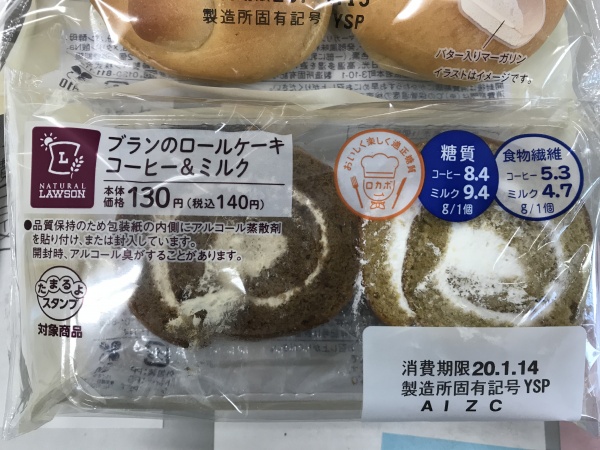 製造所固有記号 YSP
バター入りマーガリン
イラストはイメージです。
L
NATURAL
LAWSON
ブランのロールケーキ
コーヒー&ミルク
本体価格 130円(税込140円)
●品質保持のため包装紙の内側にアルコール蒸散剤
を貼り付け、または封入しています。
開封時、アルコール臭がすることがあります。
たまるよ
スタンプ
対象商品
おいしく楽しく適正糖質
ロカボ
糖質
コーヒー 8.4
ミルク 9.4
g/1個
食物繊維
コーヒー 5.3
ミルク 4.7
g/1個
消費期限 20.1.14
製造所固有記号 YSP
A I Z C